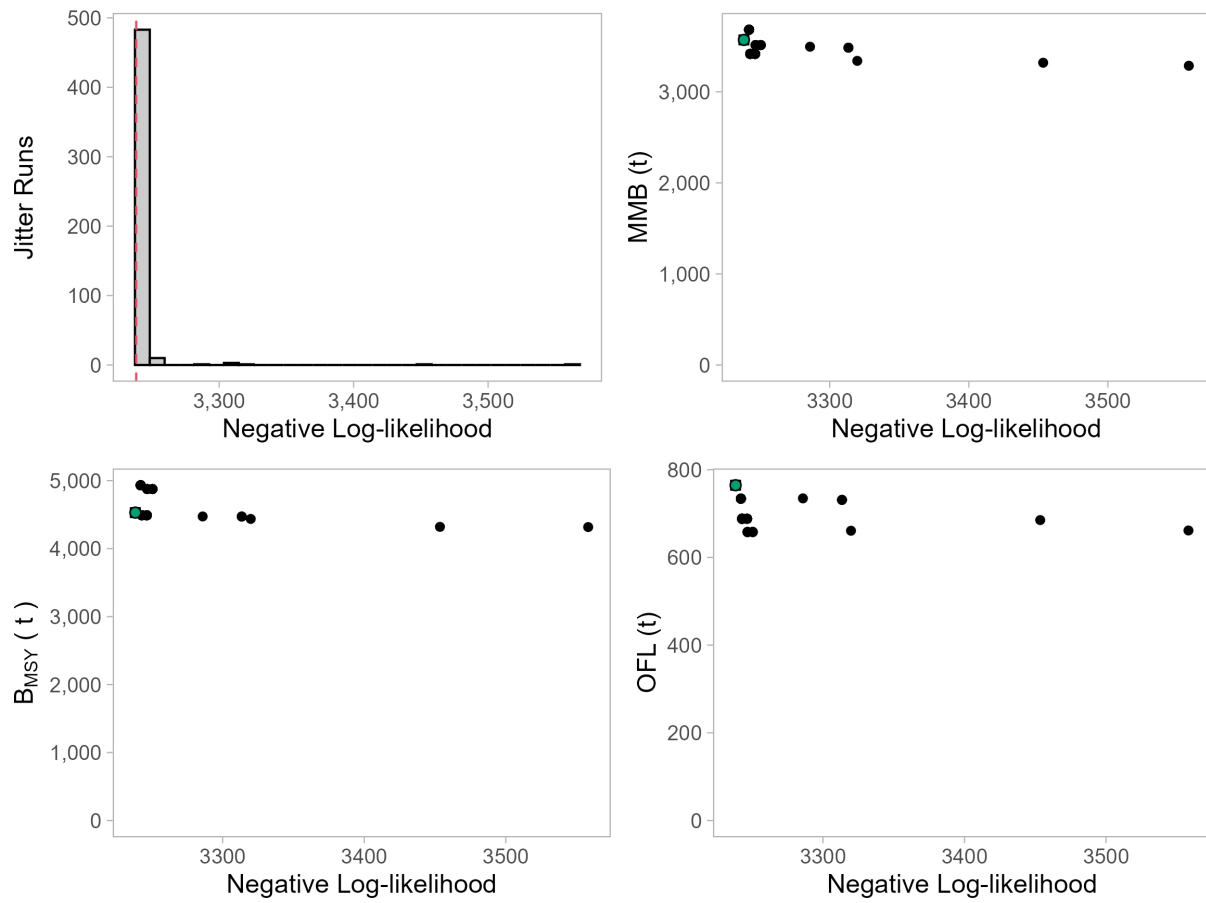 500
400
300
200
100
0
Jitter Runs
3,300 3,400 3,500
Negative Log-likelihood
3,000
2,000
1,000
0
MMB (t)
3300 3400 3500
Negative Log-likelihood
5,000
4,000
3,000
2,000
1,000
0
BMSY ( t )
3300 3400 3500
Negative Log-likelihood
800
600
400
200
0
OFL (t)
3300 3400 3500
Negative Log-likelihood